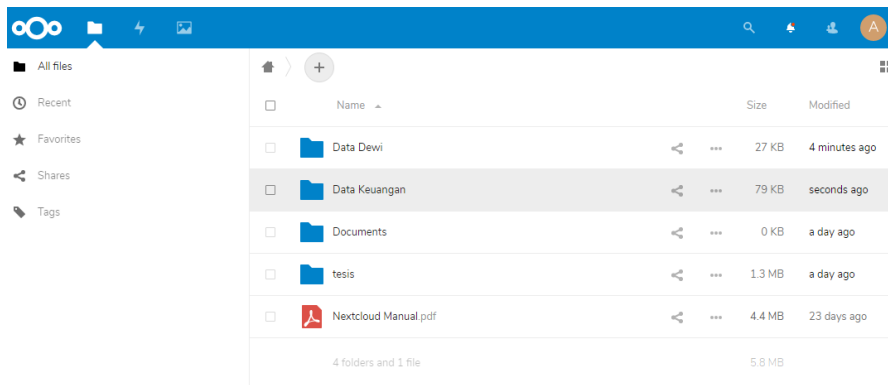 A
All files
Recent
Favorites
Shares
Tags
Name Size Modified
Data Dewi 27 KB 4 minutes ago
Data Keuangan 79 KB seconds ago
Documents 0 KB a day ago
tesis 1.3 MB a day ago
Nextcloud Manual.pdf 4.4 MB 23 days ago
4 folders and 1 file 5.8 MB